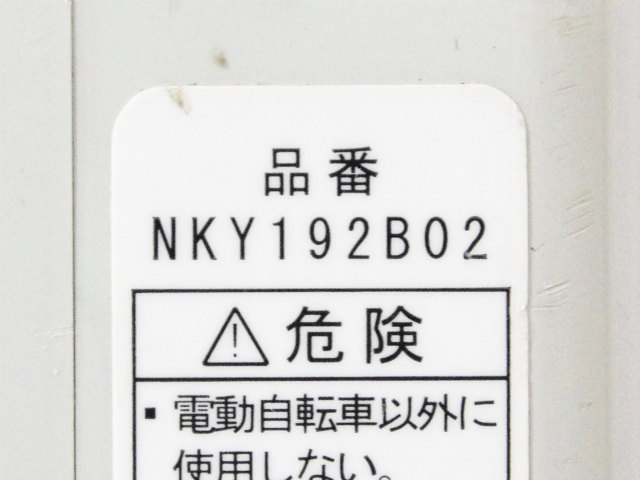 品番
NKY192B02
⚠危険
▪電動自転車以外に
使用しない。